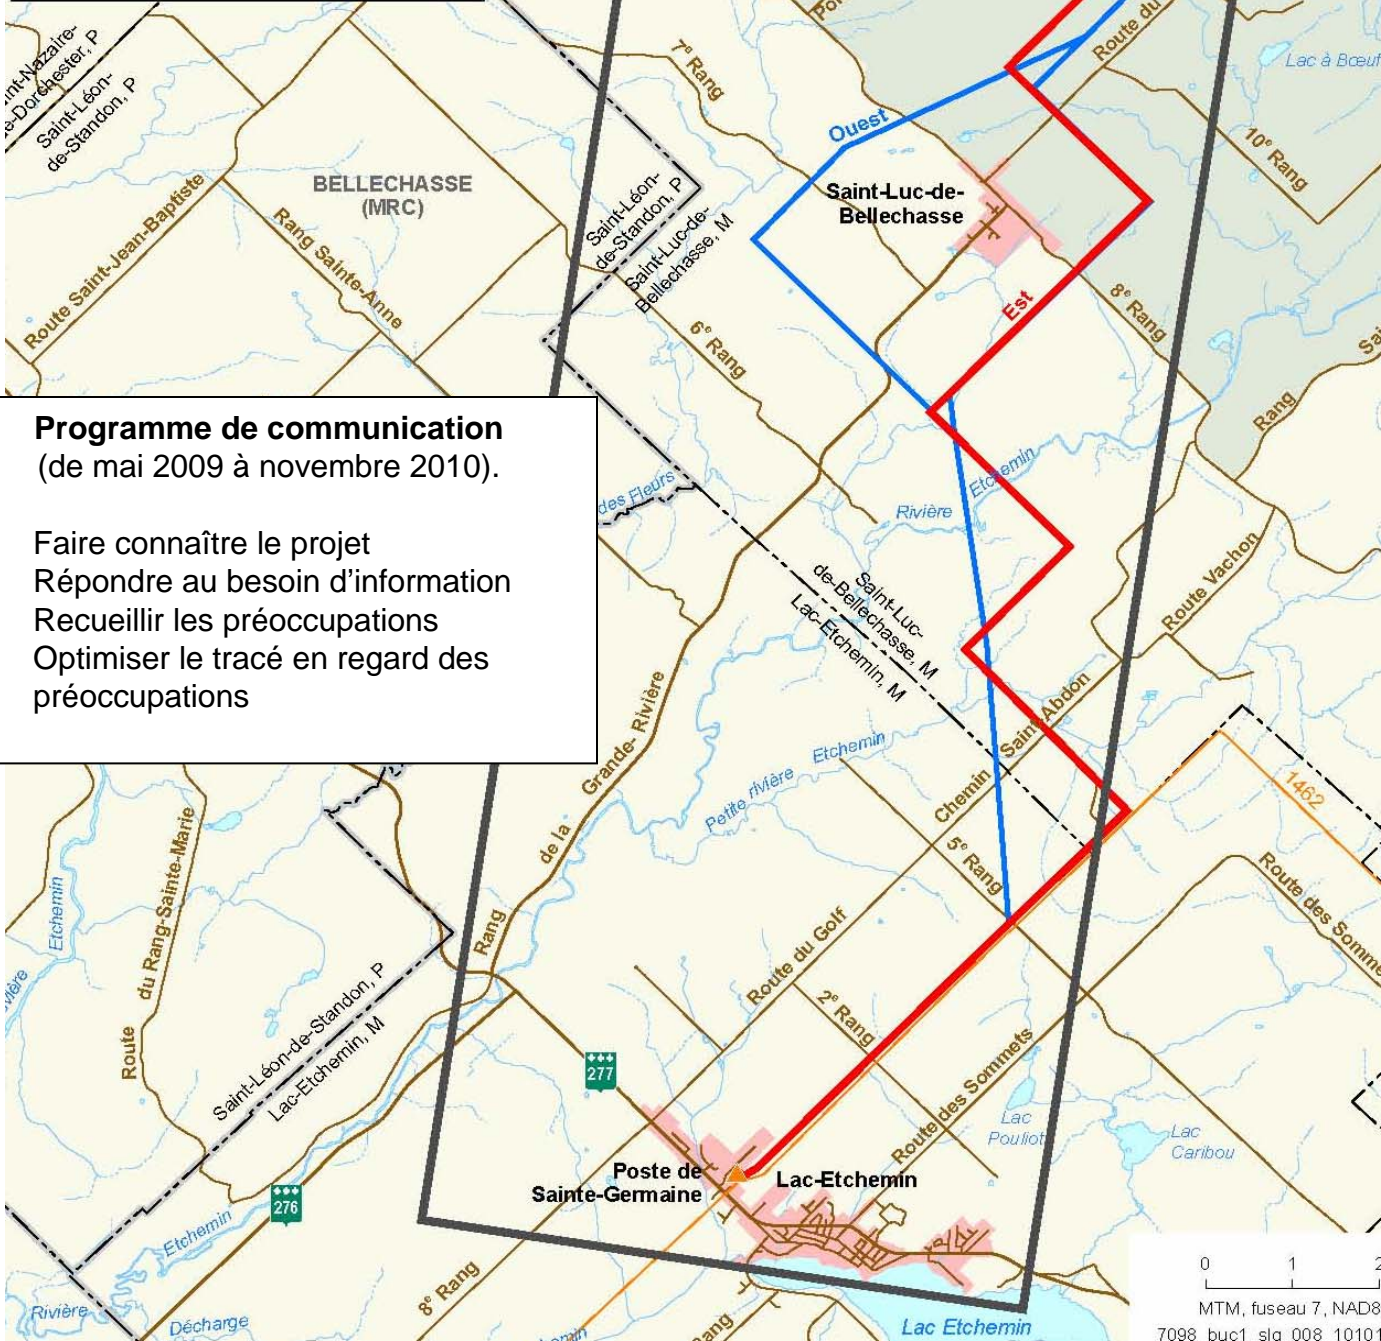 7e Rang
Route du
Lac à Bœuf
Saint-Léon-
de-Standon, P
Ouest
10e Rang
BELLECHASSE
(MRC)
Saint-Luc-de-
Bellechasse
Saint-Léon-
de-Standon, P
Saint-Luc-de-
Bellechasse, M
Route Saint-Jean-Baptiste
Rang Sainte-Anne
Est
8e Rang
6e Rang
Rang
Programme de communication
(de mai 2009 à novembre 2010).
Faire connaître le projet
Répondre au besoin d'information
Recueillir les préoccupations
Optimiser le tracé en regard des
préoccupations
des Fleurs
Rivière Etchemin
Route Vachon
Saint-Luc-
de-Bellechasse, M
Lac-Etchemin, M
Rang de la Grande- Rivière
Petite rivière Etchemin
Chemin Saint-Abdon
1462
5e Rang
Route des Somme
Etchemin
Route du Rang-Sainte-Marie
Route du Golf
2e Rang
Saint-Léon-de-Standon, P
Lac-Etchemin, M
277
Route des Sommets
Lac
Pouliot
Lac
Caribou
Poste de
Sainte-Germaine
Lac-Etchemin
276
Etchemin
8e Rang
Rivière
Décharge
Lac Etchemin
0 1 2
MTM, fuseau 7, NAD8
7098_buc1_slg_008_10101